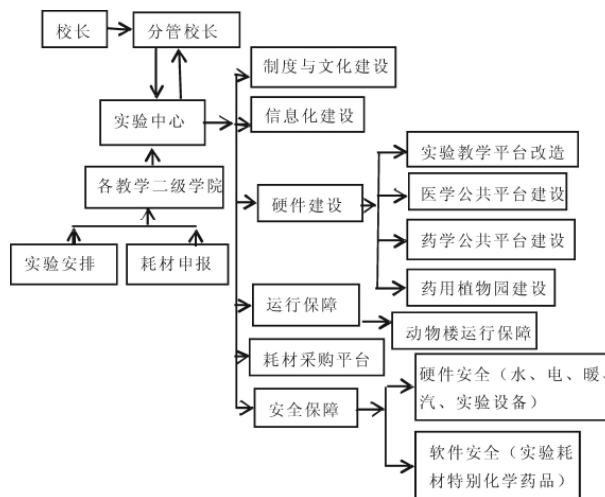 校长
分管校长
实验中心
各教学二级学院
实验安排
耗材申报
制度与文化建设
信息化建设
硬件建设
实验教学平台改造
医学公共平台建设
药学公共平台建设
药用植物园建设
运行保障
动物楼运行保障
耗材采购平台
安全保障
硬件安全（水、电、暖、
汽、实验设备）
软件安全（实验耗
材特别化学药品）